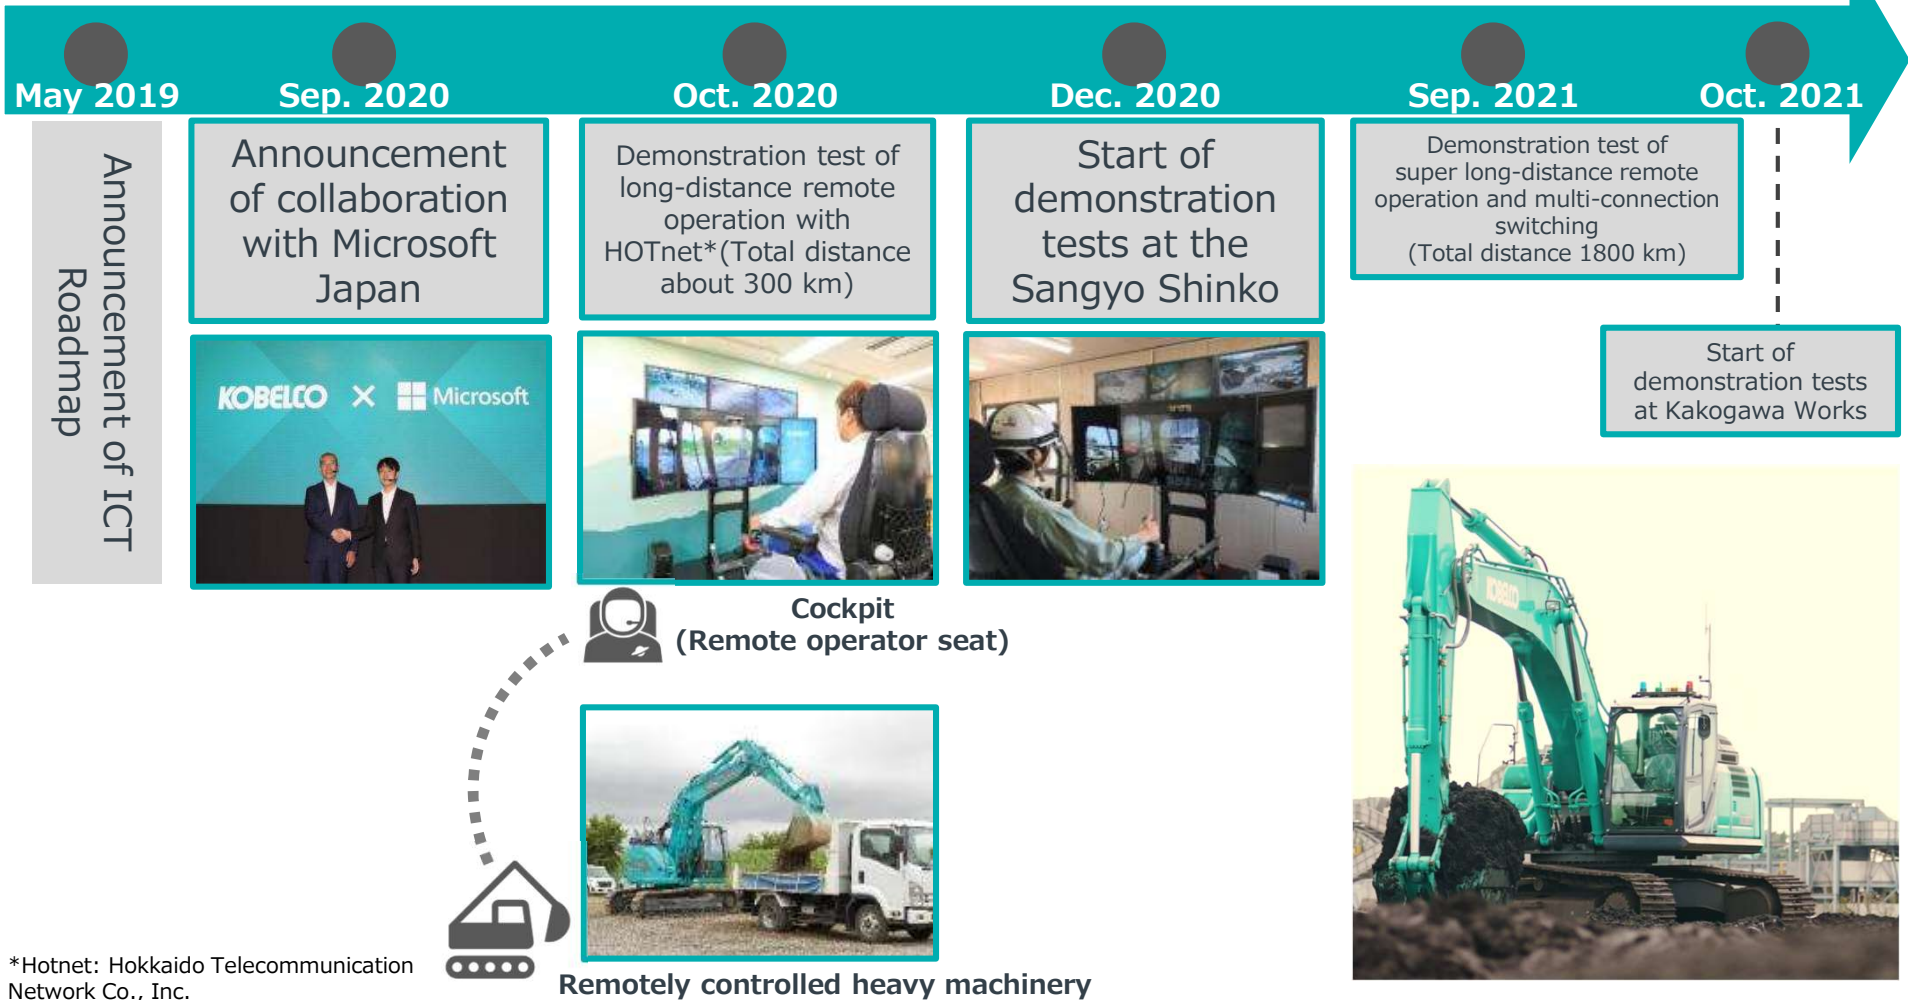 May 2019
Sep. 2020
Oct. 2020
Dec. 2020
Sep. 2021
Oct. 2021
Announcement of ICT
Roadmap
Announcement
of collaboration
with Microsoft
Japan
Demonstration test of
long-distance remote
operation with
HOTnet*(Total distance
about 300 km)
Start of
demonstration
tests at the
Sangyo Shinko
Demonstration test of
super long-distance remote
operation and multi-connection
switching
(Total distance 1800 km)
Start of
demonstration tests
at Kakogawa Works
KOBELCO × Microsoft
Cockpit
(Remote operator seat)
KOBELCO
Remotely controlled heavy machinery
*Hotnet: Hokkaido Telecommunication
Network Co., Inc.